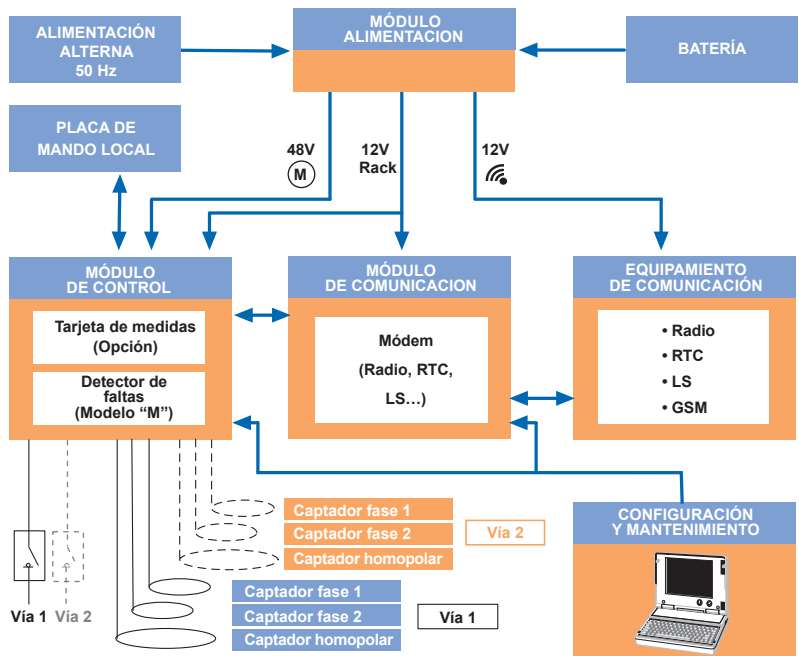 ALIMENTACIÓN
ALTERNA
50 Hz
MÓDULO
ALIMENTACION
BATERÍA
PLACA DE
MANDO LOCAL
48V
M
12V
Rack
12V
MÓDULO
DE CONTROL
Tarjeta de medidas
(Opción)
Detector de
faltas
(Modelo “M”)
MÓDULO
DE COMUNICACION
Módem
(Radio, RTC,
LS…)
EQUIPAMIENTO
DE COMUNICACIÓN
• Radio
• RTC
• LS
• GSM
Captador fase 1
Captador fase 2
Captador homopolar
Vía 2
Captador fase 1
Captador fase 2
Captador homopolar
Vía 1
Vía 1
Vía 2
CONFIGURACIÓN
Y MANTENIMIENTO